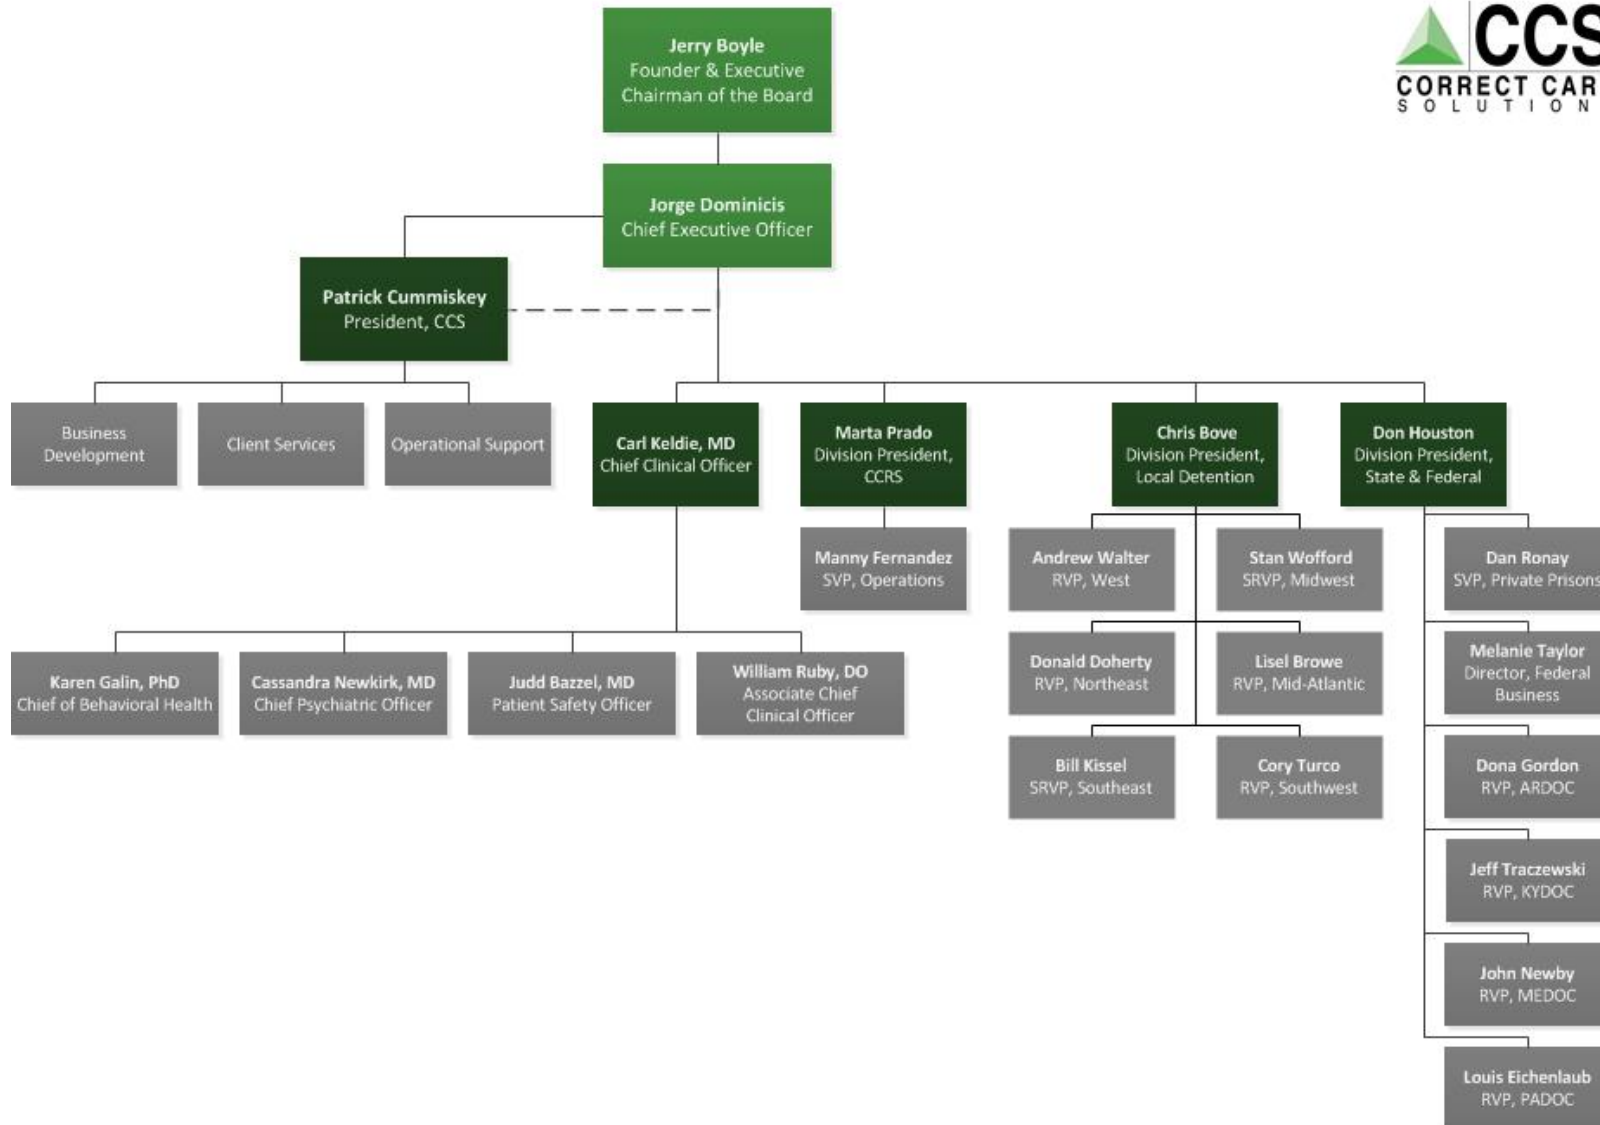 CCS
CORRECT CAR
SOLUTION
Jerry Boyle
Founder & Executive
Chairman of the Board
Jorge Dominicis
Chief Executive Officer
Patrick Cummiskey
President, CCS
Business
Development
Client Services
Operational Support
Carl Keldie, MD
Chief Clinical Officer
Marta Prado
Division President,
CCRS
Chris Bove
Division President,
Local Detention
Don Houston
Division President,
State & Federal
Manny Fernandez
SVP, Operations
Andrew Walter
RVP, West
Stan Wofford
SRVP, Midwest
Dan Ronay
SVP, Private Prisons
Karen Galin, PhD
Chief of Behavioral Health
Cassandra Newkirk, MD
Chief Psychiatric Officer
Judd Bazzel, MD
Patient Safety Officer
William Ruby, DO
Associate Chief
Clinical Officer
Donald Doherty
RVP, Northeast
Lisel Browe
RVP, Mid-Atlantic
Melanie Taylor
Director, Federal
Business
Bill Kissel
SRVP, Southeast
Cory Turco
RVP, Southwest
Dona Gordon
RVP, ARDOC
Jeff Traczewski
RVP, KYDOC
John Newby
RVP, MEDOC
Louis Eichenlaub
RVP, PADOC